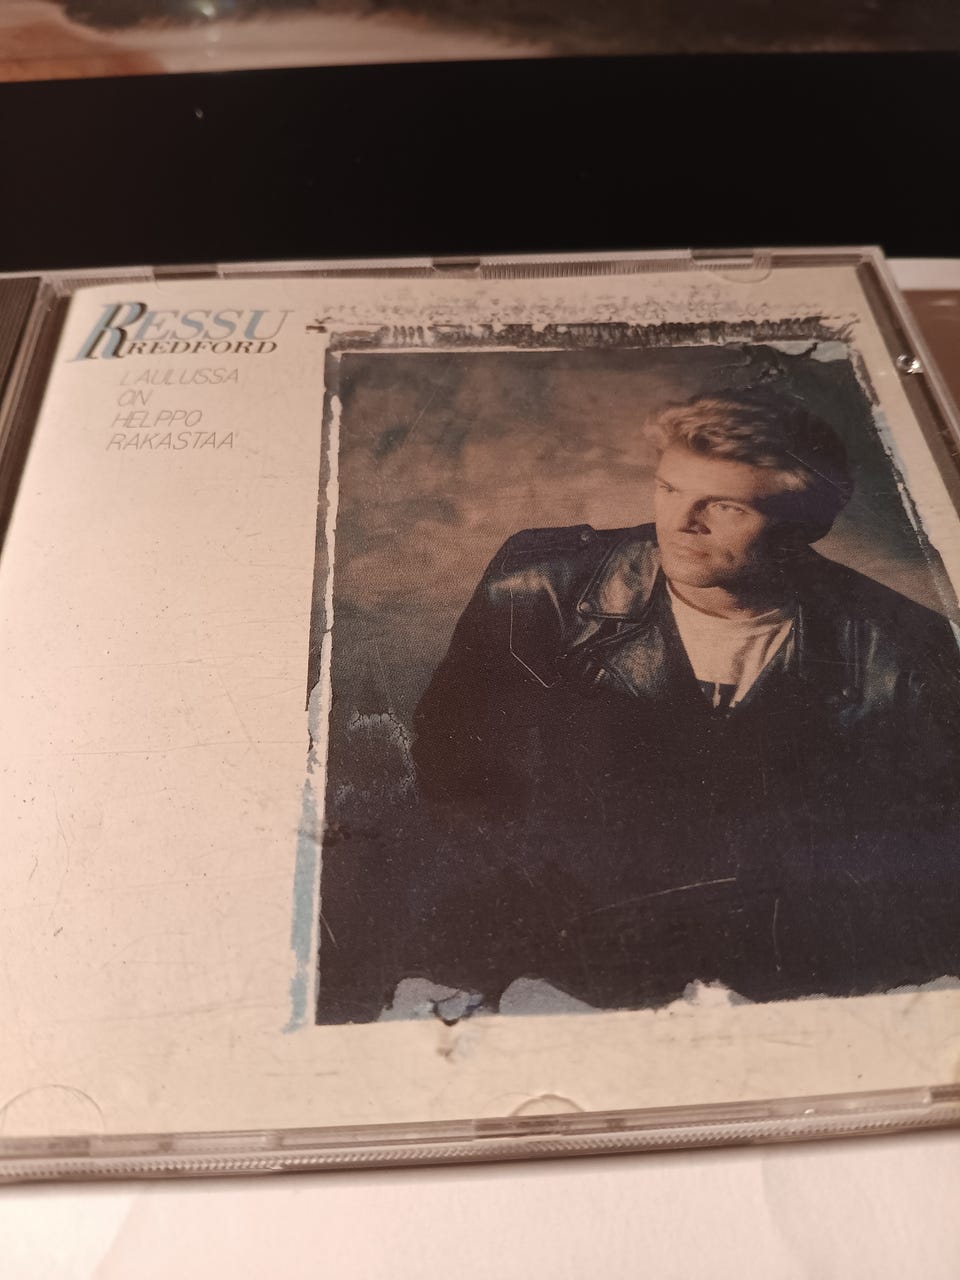 RESSU
REDFORD
LAULUSSA
ON
HELPPO
RAKASTAA